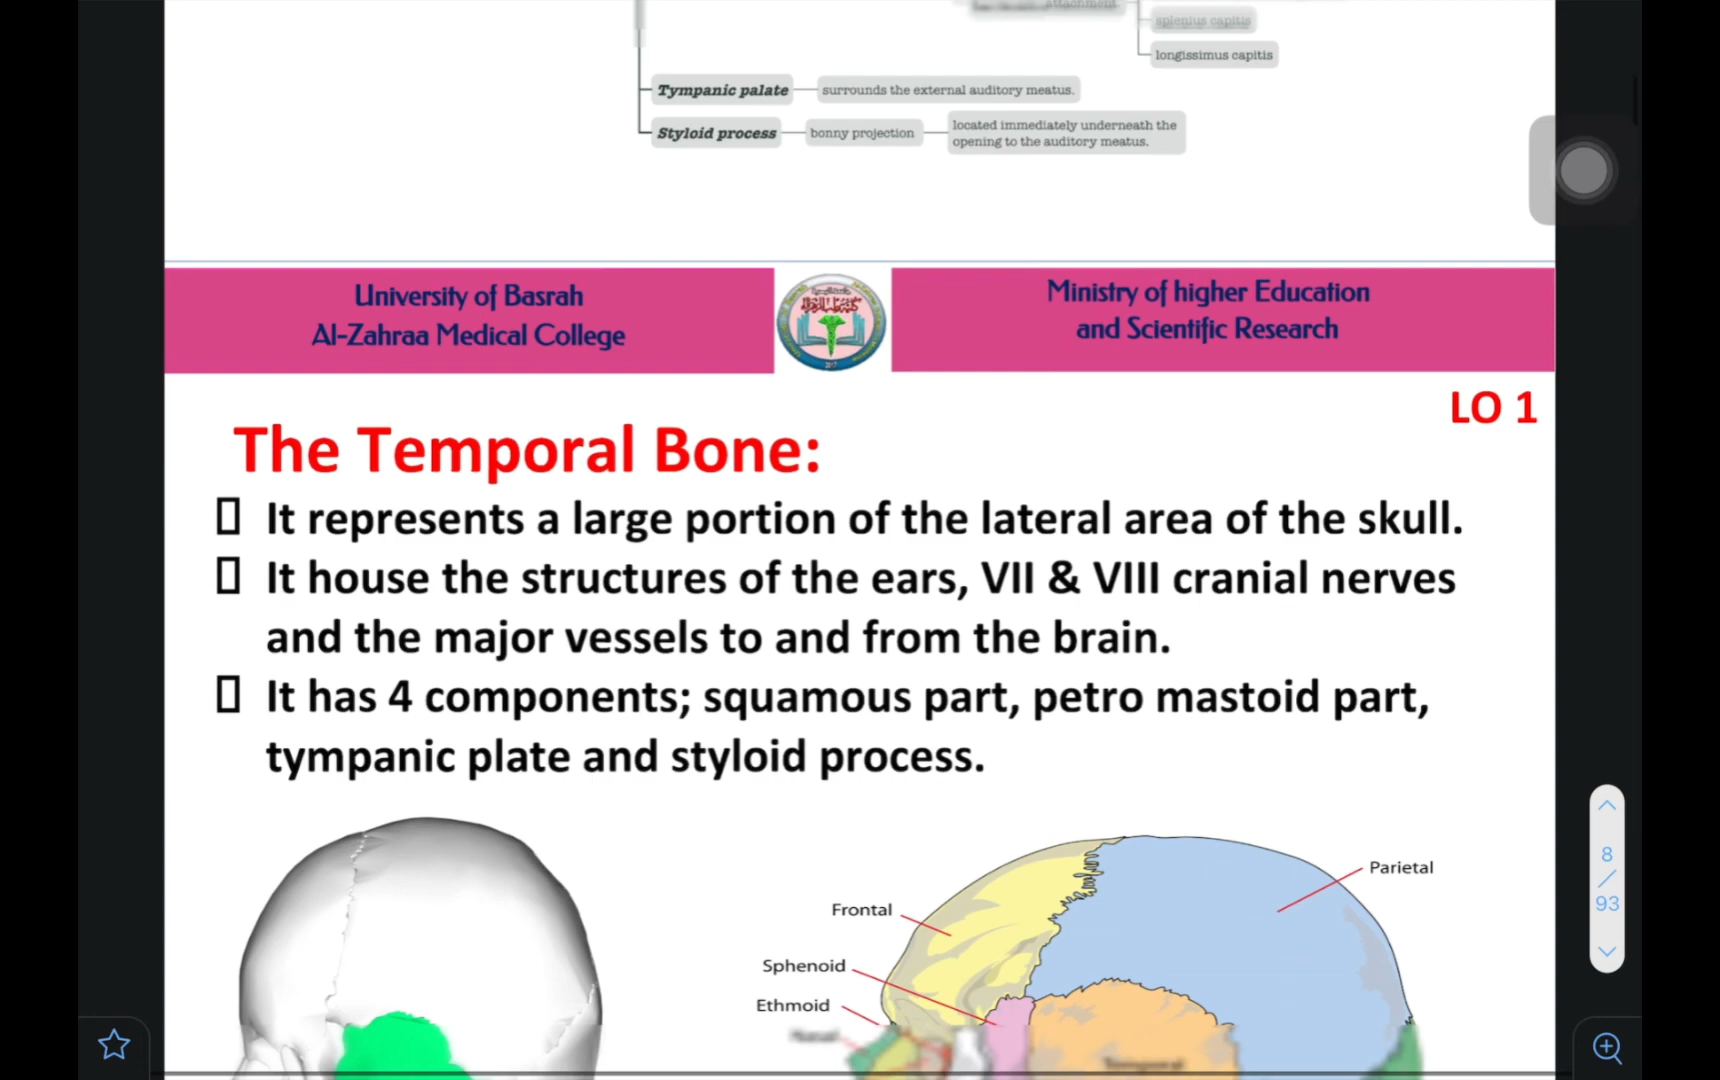 attachment
splenius capitis
longissimus capitis
Tympanic palate
surrounds the external auditory meatus.
Styloid process
bonny projection
located immediately underneath the
opening to the auditory meatus.
University of Basrah
Al-Zahraa Medical College
Ministry of higher Education
and Scientific Research
LO 1
The Temporal Bone:
It represents a large portion of the lateral area of the skull.
It house the structures of the ears, VII & VIII cranial nerves
and the major vessels to and from the brain.
It has 4 components; squamous part, petro mastoid part,
tympanic plate and styloid process.
Parietal
Frontal
Sphenoid
Ethmoid
Temporal
8
/
93